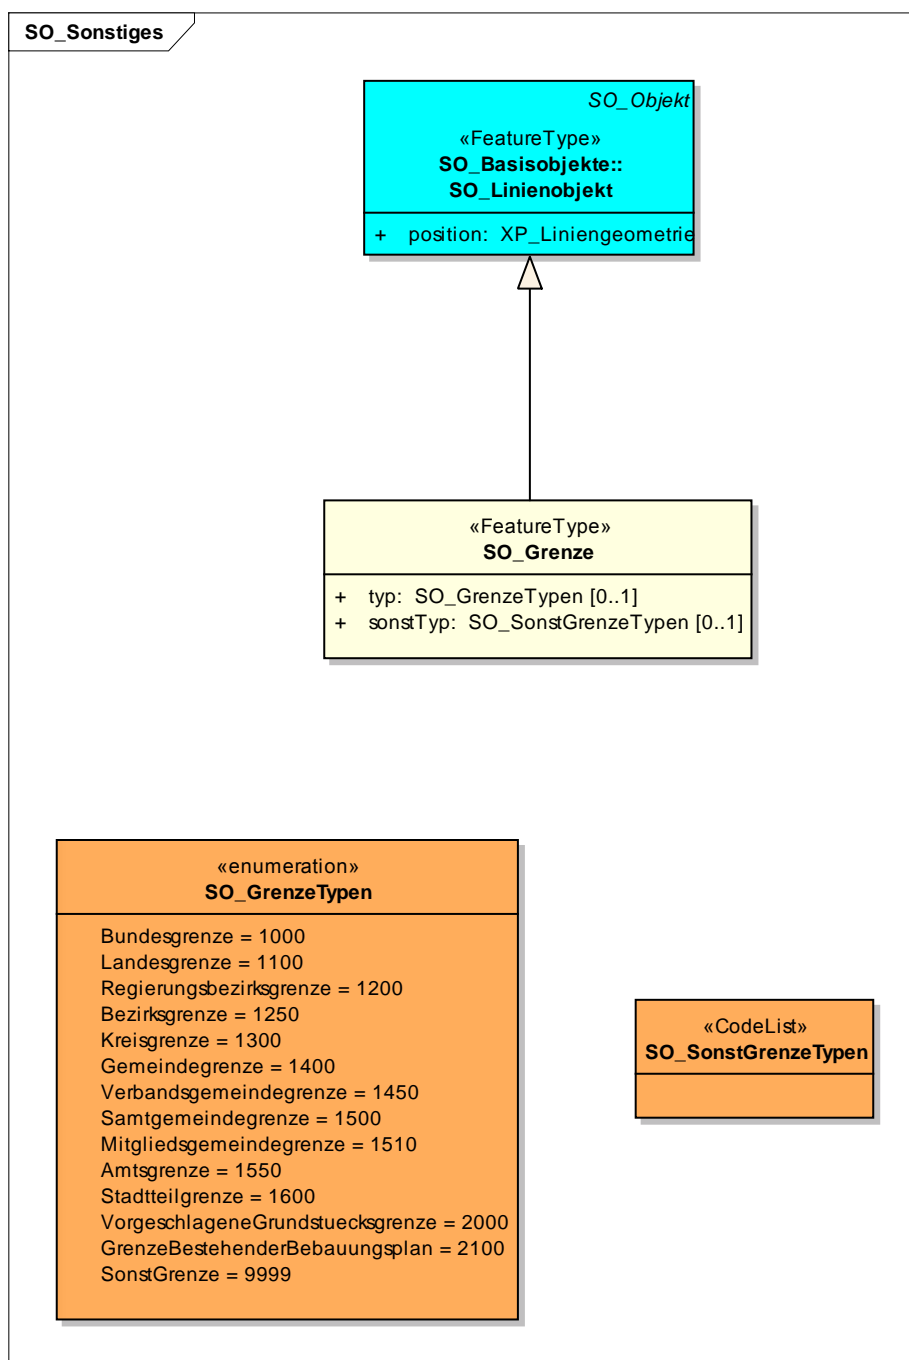 SO_Sonstiges
SO_Objekt
«FeatureType»
SO_Basisobjekte::
SO_Linienobjekt
+ position: XP_Liniengeometrie
«FeatureType»
SO_Grenze
+ typ: SO_GrenzeTypen [0..1]
+ sonstTyp: SO_SonstGrenzeTypen [0..1]
«enumeration»
SO_GrenzeTypen
Bundesgrenze = 1000
Landesgrenze = 1100
Regierungsbezirksgrenze = 1200
Bezirksgrenze = 1250
Kreisgrenze = 1300
Gemeindegrenze = 1400
Verbandsgemeindegrenze = 1450
Samtgemeindegrenze = 1500
Mitgliedsgemeindegrenze = 1510
Amtsgrenze = 1550
Stadtteilgrenze = 1600
VorgeschlageneGrundstuecksgrenze = 2000
GrenzeBestehenderBebauungsplan = 2100
SonstGrenze = 9999
«CodeList»
SO_SonstGrenzeTypen